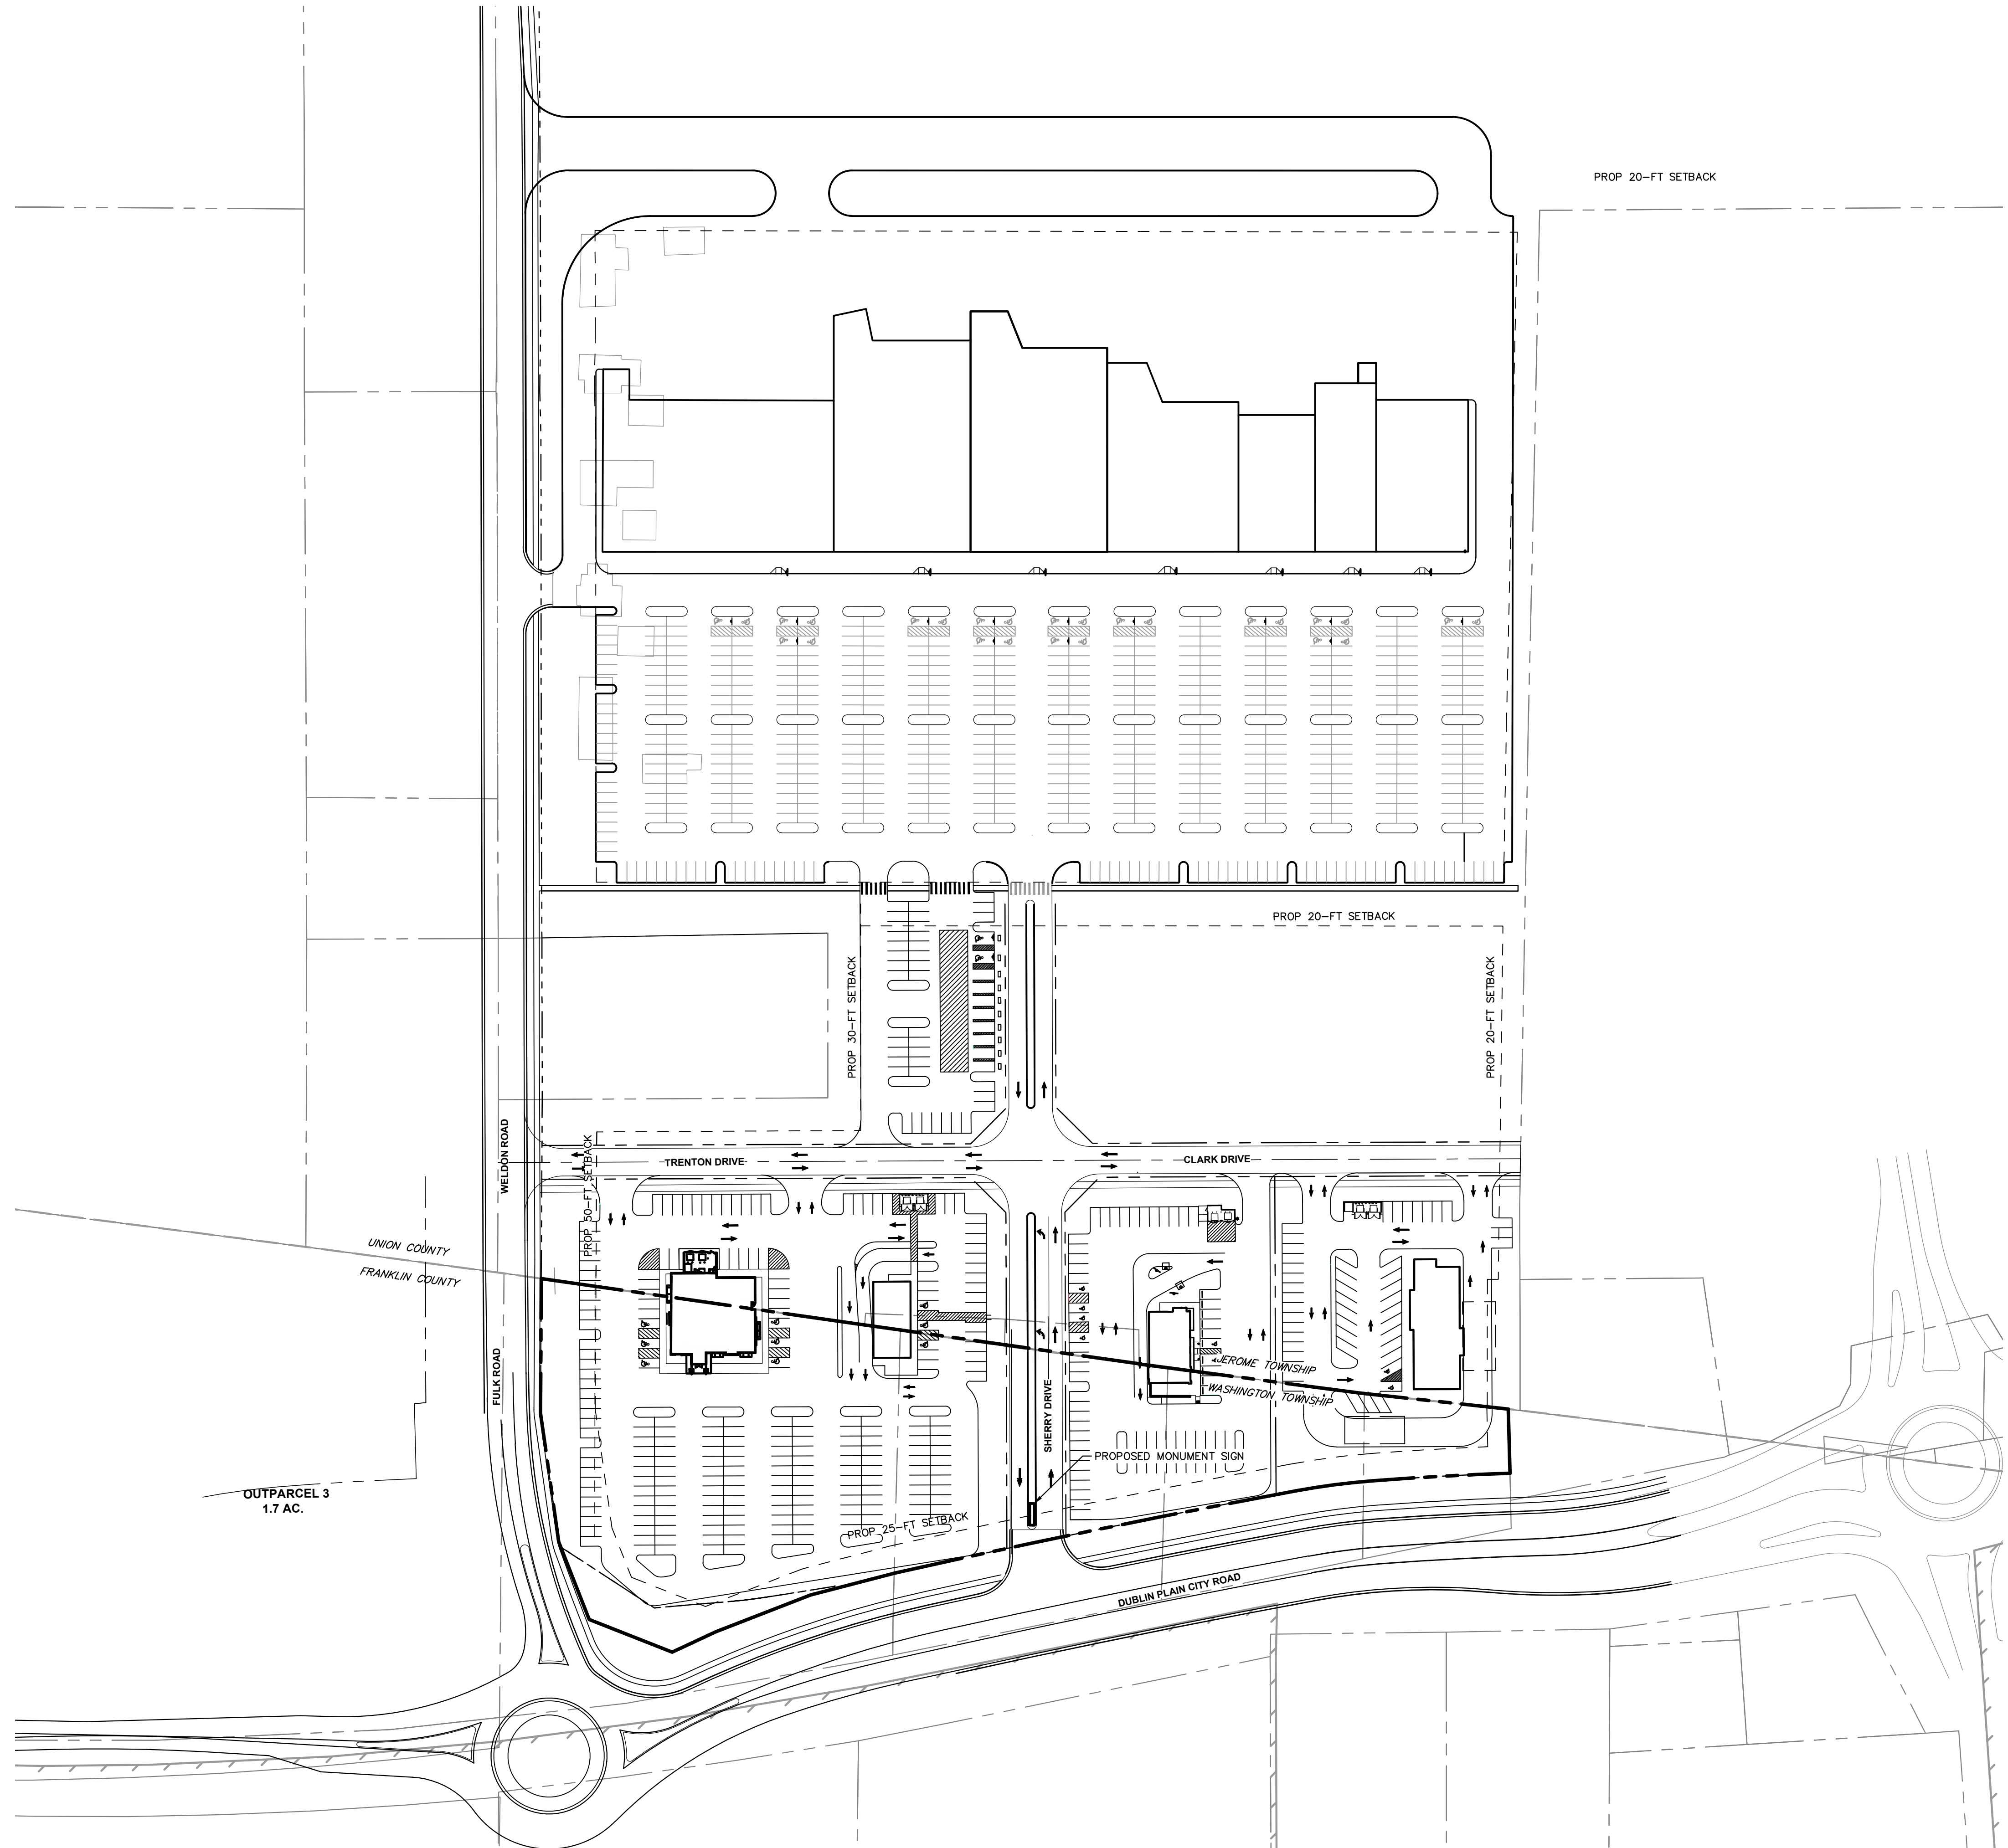 PROP 20-FT SETBACK
PROP 20-FT SETBACK
PROP 30-FT SETBACK
PROP 20-FT SETBACK
WELDON ROAD
PROP 50-FT SETBACK
TRENTON DRIVE
CLARK DRIVE
UNION COUNTY
FRANKLIN COUNTY
FULK ROAD
SHERRY DRIVE
JEROME TOWNSHIP
WASHINGTON TOWNSHIP
PROPOSED MONUMENT SIGN
OUTPARCEL 3
1.7 AC.
PROP 25-FT SETBACK
DUBLIN PLAIN CITY ROAD